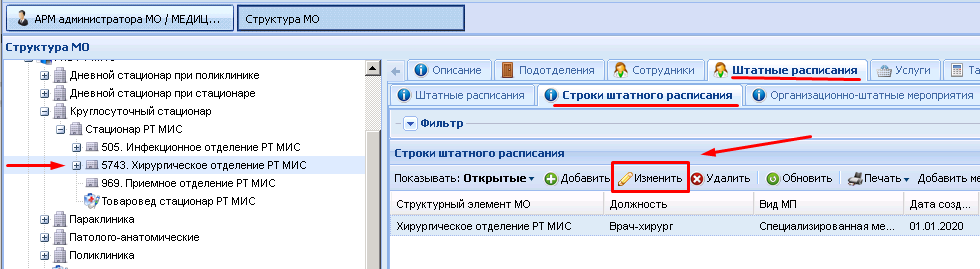 АРМ администратора МО / МЕДИЦ...
Структура МО
Структура МО
Дневной стационар при поликлинике
Дневной стационар при стационаре
Круглосуточный стационар
Стационар РТ МИС
505. Инфекционное отделение РТ МИС
5743. Хирургическое отделение РТ МИС
969. Приемное отделение РТ МИС
Товаровед стационар РТ МИС
Параклиника
Патолого-анатомические
Поликлиника
Описание Подотделения Сотрудники Штатные расписания Услуги
Штатные расписания Строки штатного расписания Организационно-штатные мероприятия
Фильтр
Строки штатного расписания
Показывать: Открытые Добавить Изменить Удалить Обновить Печать Добавить ме
Структурный элемент МО Должность Вид МП Дата созд...
Хирургическое отделение РТ МИС Врач-хирург Специализированная ме... 01.01.2020